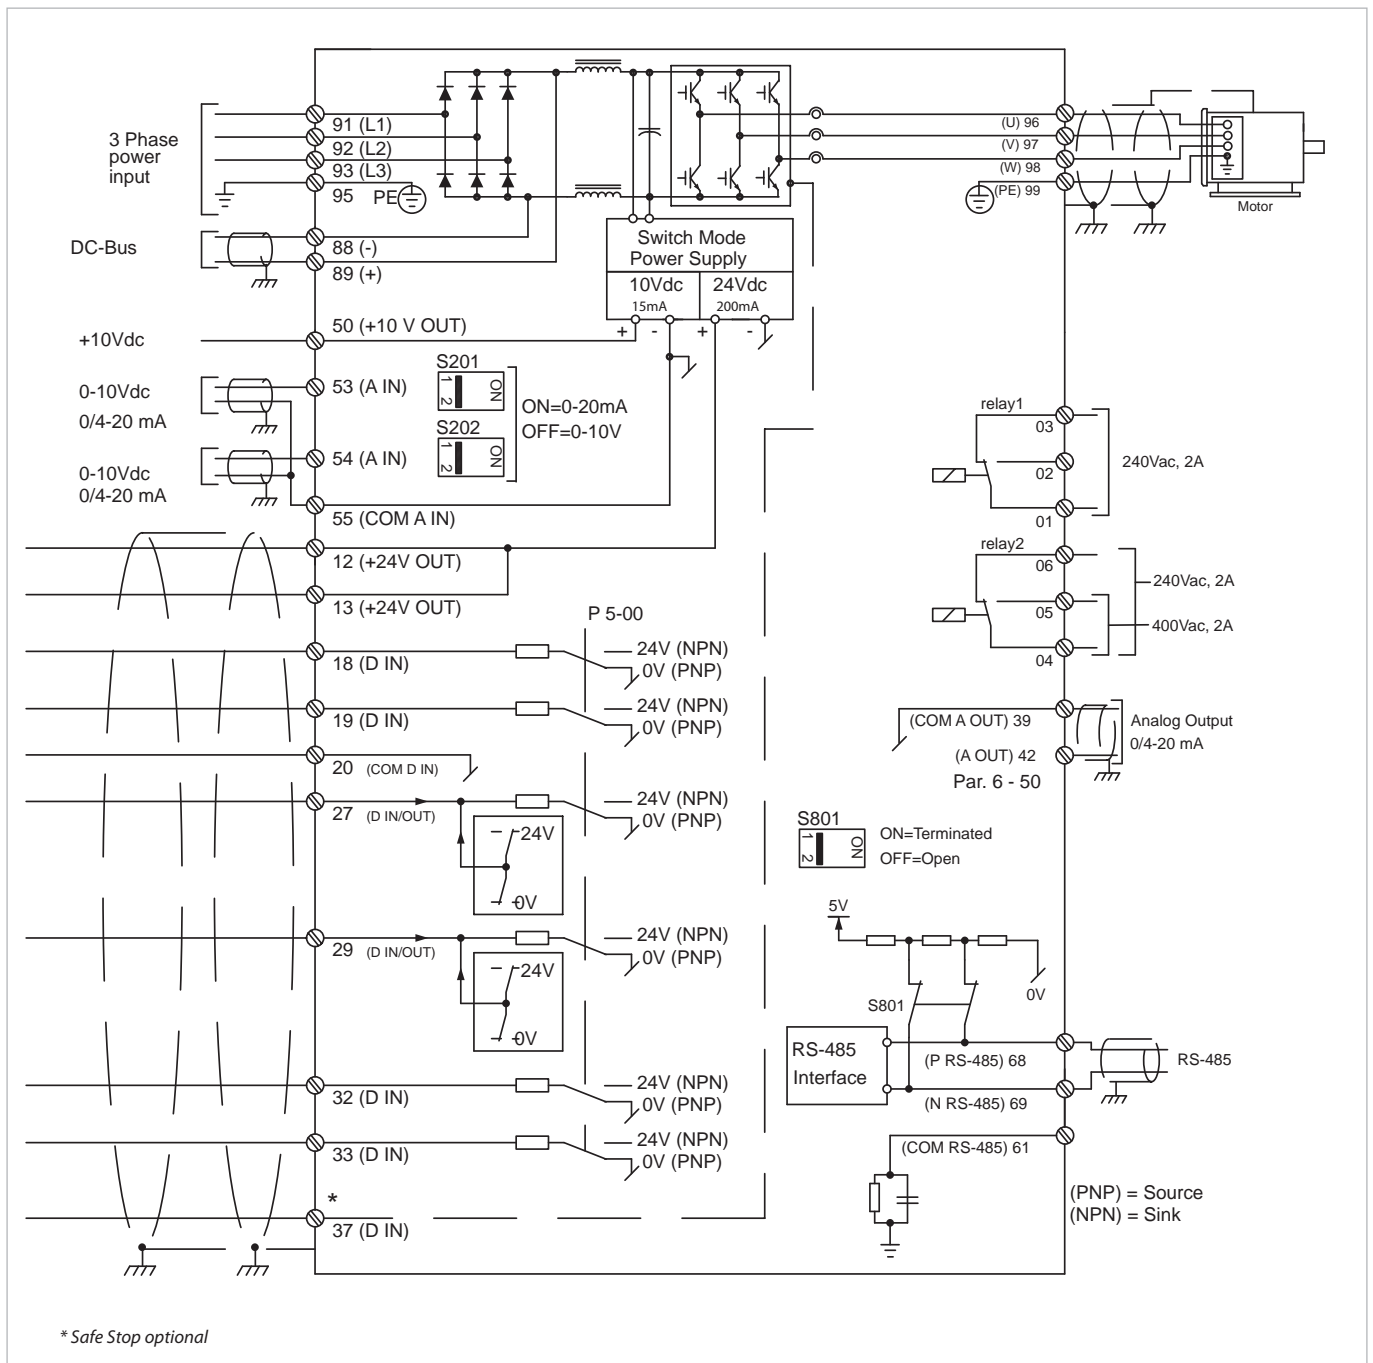 3 Phase
power
input
91 (L1)
92 (L2)
93 (L3)
95
PE
DC-Bus
88 (-)
89 (+)
+10Vdc
50 (+10 V OUT)
0-10Vdc
0/4-20 mA
53 (A IN)
0-10Vdc
0/4-20 mA
54 (A IN)
55 (COM A IN)
12 (+24V OUT)
13 (+24V OUT)
18 (D IN)
19 (D IN)
20 (COM D IN)
27 (D IN/OUT)
29 (D IN/OUT)
32 (D IN)
33 (D IN)
*
37 (D IN)
S201
1 2
ON
S202
1 2
ON
ON=0-20mA
OFF=0-10V
Switch Mode
Power Supply
10Vdc
15mA
24Vdc
200mA
+ - + -
P 5-00
24V (NPN)
0V (PNP)
24V (NPN)
0V (PNP)
24V (NPN)
0V (PNP)
24V
0V
24V (NPN)
0V (PNP)
24V
0V
24V (NPN)
0V (PNP)
24V (NPN)
0V (PNP)
(U) 96
(V) 97
(W) 98
(PE) 99
Motor
relay1
03
02
01
240Vac, 2A
relay2
06
05
04
240Vac, 2A
400Vac, 2A
(COM A OUT) 39
(A OUT) 42
Analog Output
0/4-20 mA
Par. 6 - 50
S801
1 2
ON
ON=Terminated
OFF=Open
5V
0V
S801
RS-485
Interface
(P RS-485) 68
(N RS-485) 69
RS-485
(COM RS-485) 61
(PNP) = Source
(NPN) = Sink
* Safe Stop optional